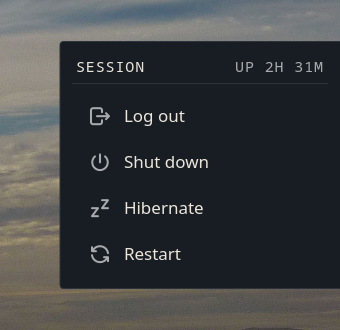 SESSION UP 2H 31M
Log out
Shut down
Hibernate
Restart